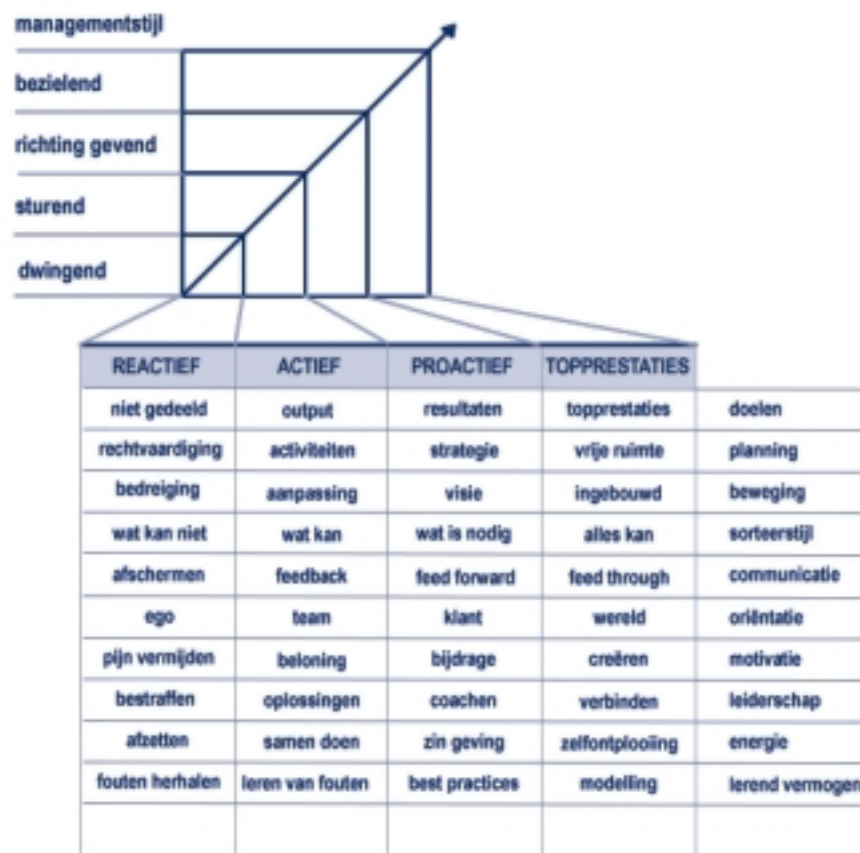 managementstijl
bezielend
richting gevend
sturend
dwingend
REACTIEF ACTIEF PROACTIEF TOPPRESTATIES
niet gedeeld output resultaten topprestaties doelen
rechtvaardiging activiteiten strategie vrije ruimte planning
bedreiging aanpassing visie ingebouwd beweging
wat kan niet wat kan wat is nodig alles kan sorteerstijl
afschermen feedback feed forward feed through communicatie
ego team klant wereld oriëntatie
pijn vermijden beloning bijdrage creëren motivatie
bestraffen oplossingen coachen verbinden leiderschap
afzetten samen doen zin geving zelfontplooiing energie
fouten herhalen leren van fouten best practices modelling lerend vermogen